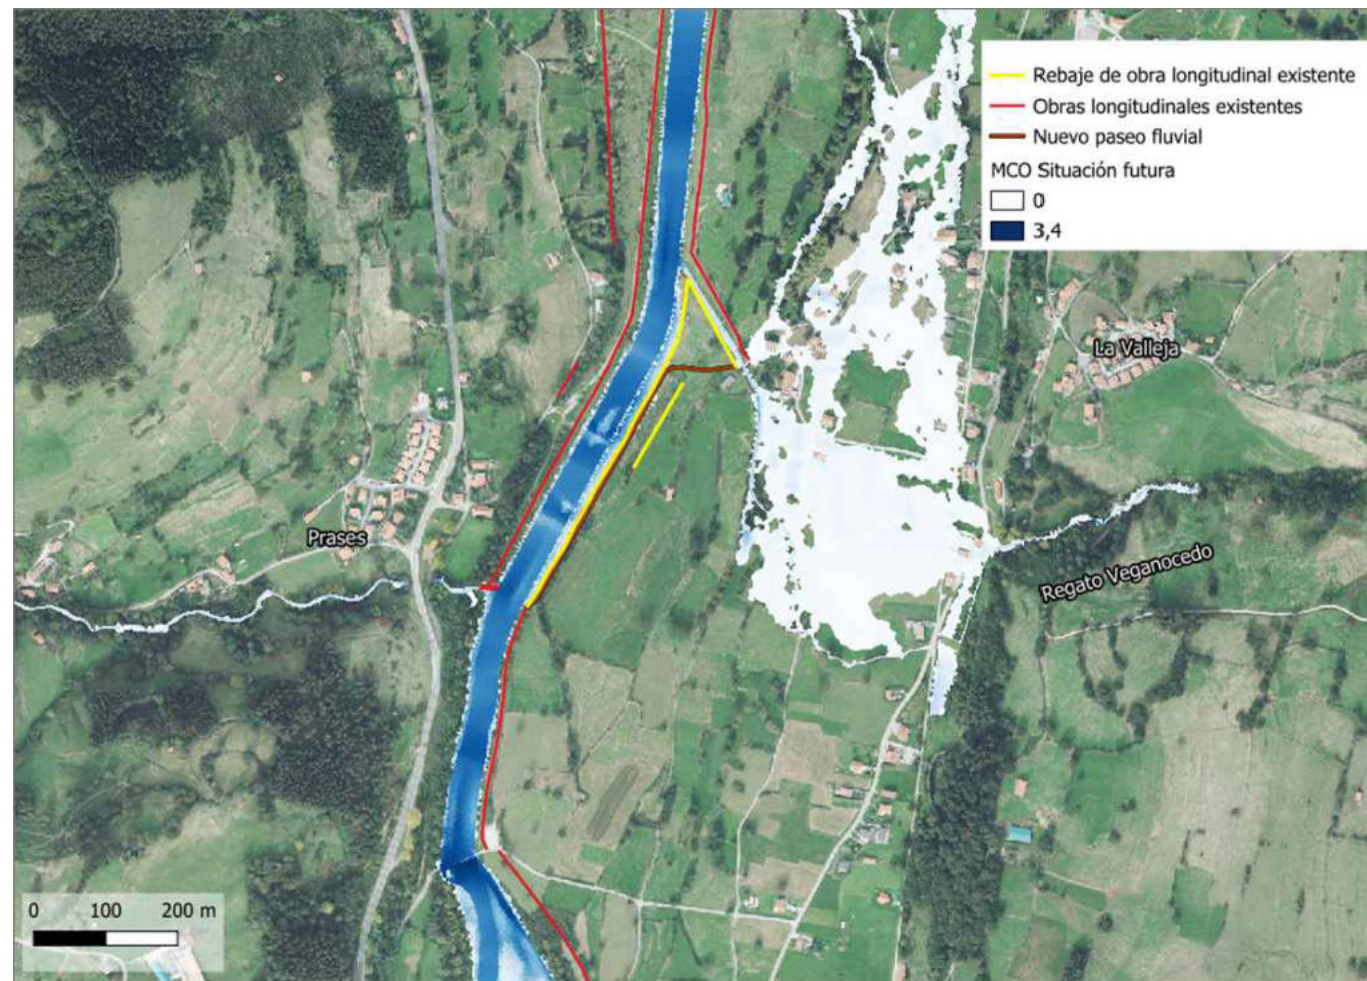 Rebaje de obra longitudinal existente
Obras longitudinales existentes
Nuevo paseo fluvial
MCO Situación futura
0
3,4
La Valleja
Prases
Regato Veganocedo
0 100 200 m